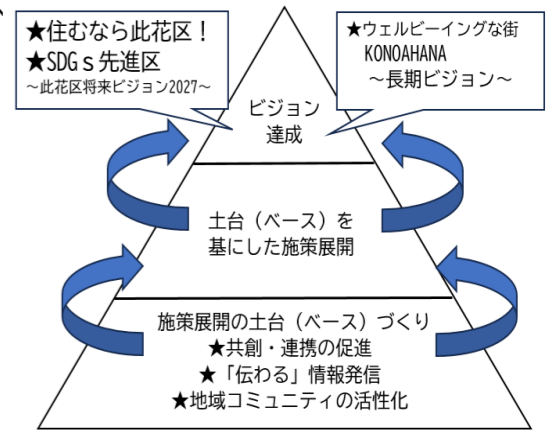 ★住むなら此花区！
★SDGｓ先進区
～此花区将来ビジョン2027～
★ウェルビーイングな街
KONOAHANA
～長期ビジョン～
ビジョン
達成
土台（ベース）を
基にした施策展開
施策展開の土台（ベース）づくり
★共創・連携の促進
★「伝わる」情報発信
★地域コミュニティの活性化